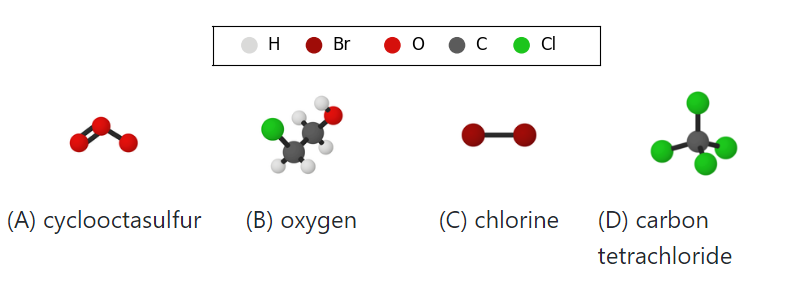 H Br O C Cl
(A) cyclooctasulfur (B) oxygen (C) chlorine (D) carbon
tetrachloride